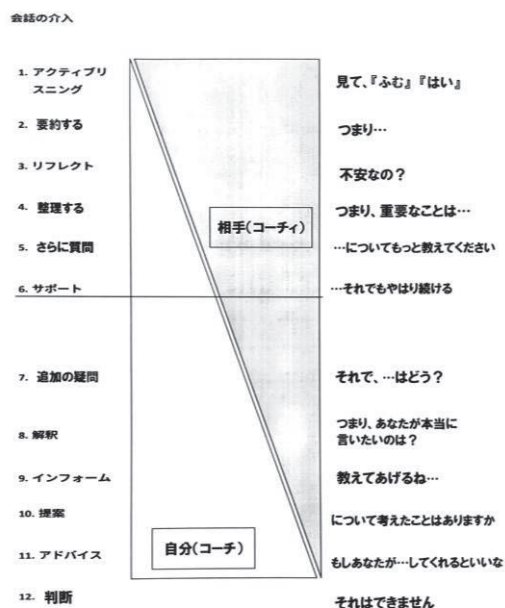 会話の介入
1. アクティブリ
スニング
見て、『ふむ』『はい』
2. 要約する
つまり…
3. リフレクト
不安なの？
4. 整理する
つまり、重要なことは…
相手(コーチィ)
5. さらに質問
…についてもっと教えてください
6. サポート
…それでもやはり続ける
7. 追加の疑問
それで、…はどう？
8. 解釈
つまり、あなたが本当に
言いたいのは？
9. インフォーム
教えてあげるね…
10. 提案
について考えたことはありますか
11. アドバイス
自分(コーチ)
もしあなたが…してくれるといいな
12. 判断
それはできません